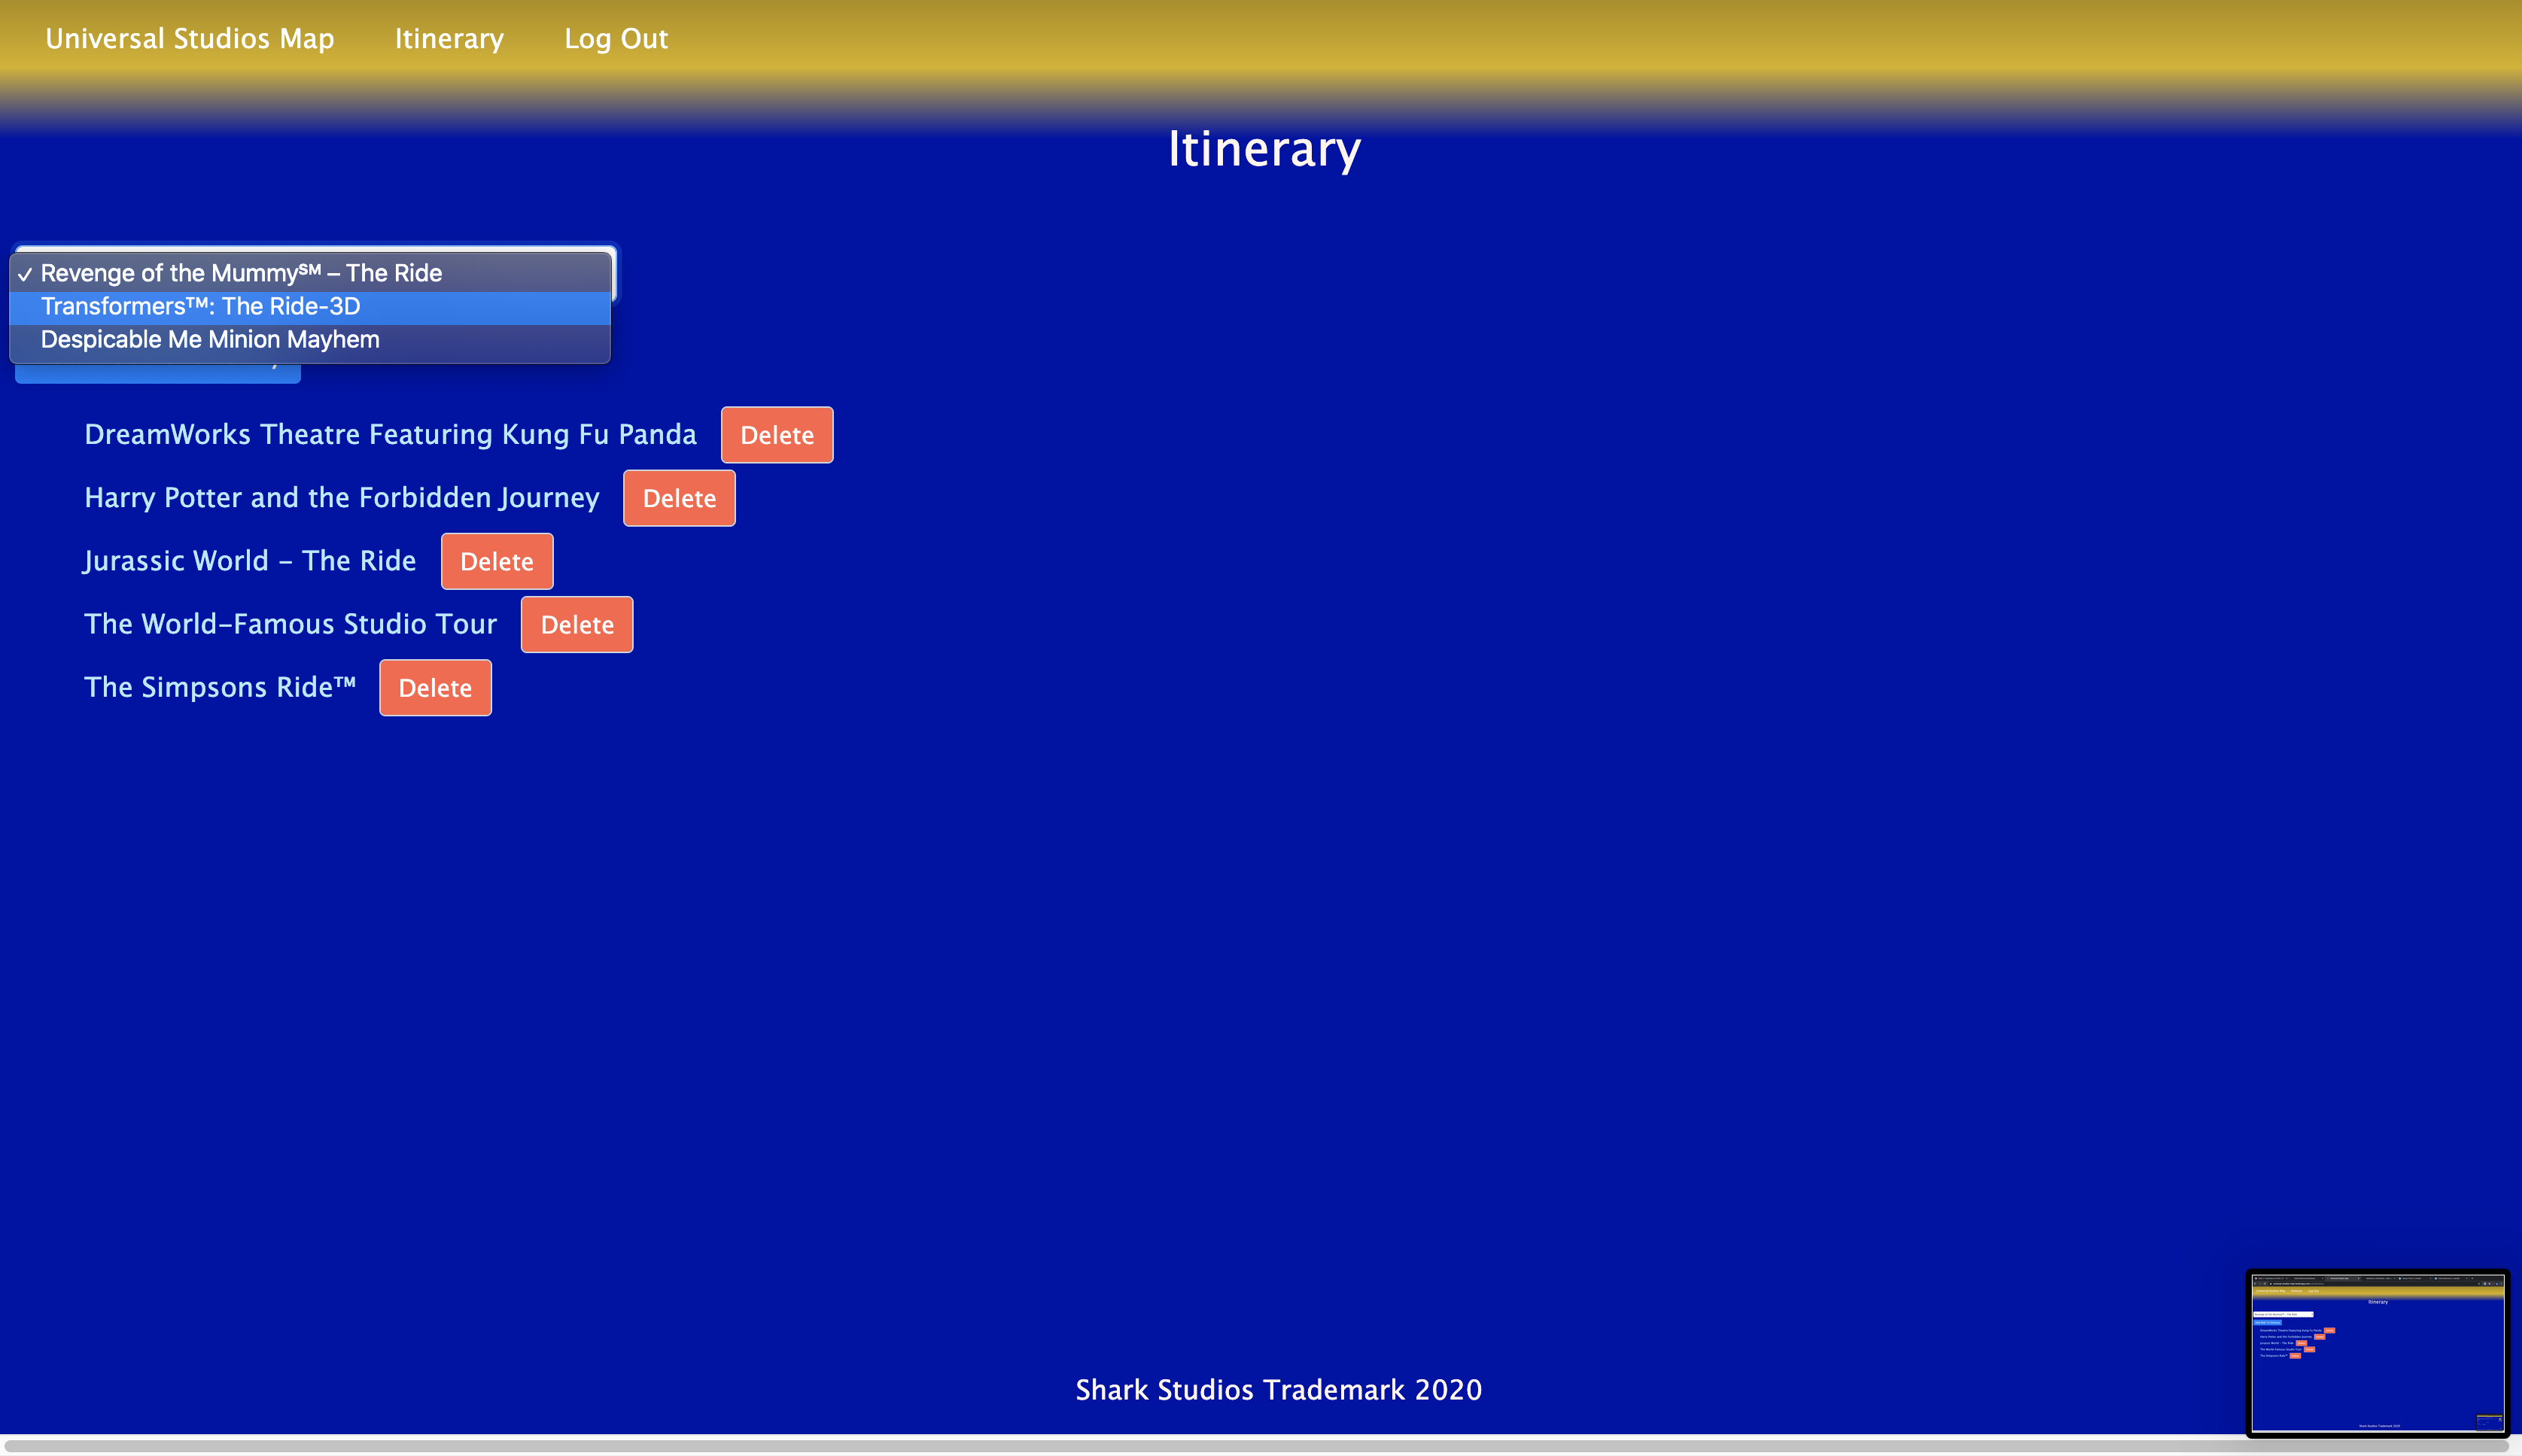 Universal Studios Map Itinerary Log Out
Itinerary
✓ Revenge of the Mummy℠ – The Ride
Transformers™: The Ride-3D
Despicable Me Minion Mayhem
DreamWorks Theatre Featuring Kung Fu Panda Delete
Harry Potter and the Forbidden Journey Delete
Jurassic World – The Ride Delete
The World-Famous Studio Tour Delete
The Simpsons Ride™ Delete
Shark Studios Trademark 2020